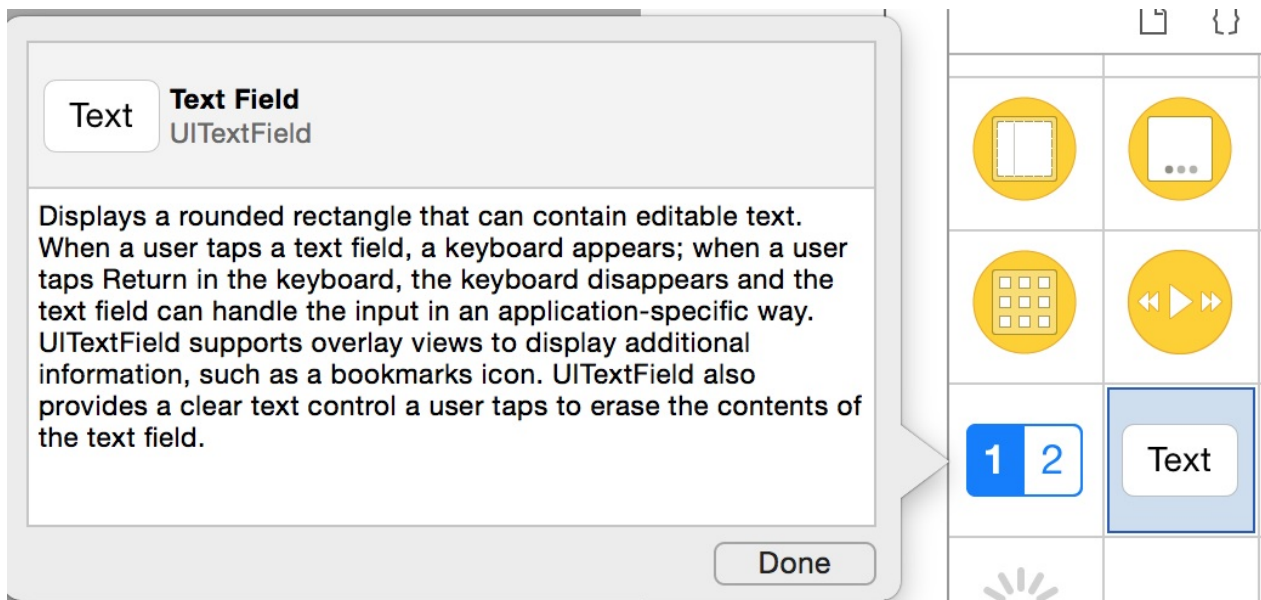 {}
Text
Text Field
UITextField
Displays a rounded rectangle that can contain editable text.
When a user taps a text field, a keyboard appears; when a user
taps Return in the keyboard, the keyboard disappears and the
text field can handle the input in an application-specific way.
UITextField supports overlay views to display additional
information, such as a bookmarks icon. UITextField also
provides a clear text control a user taps to erase the contents of
the text field.
1 2
Text
Done